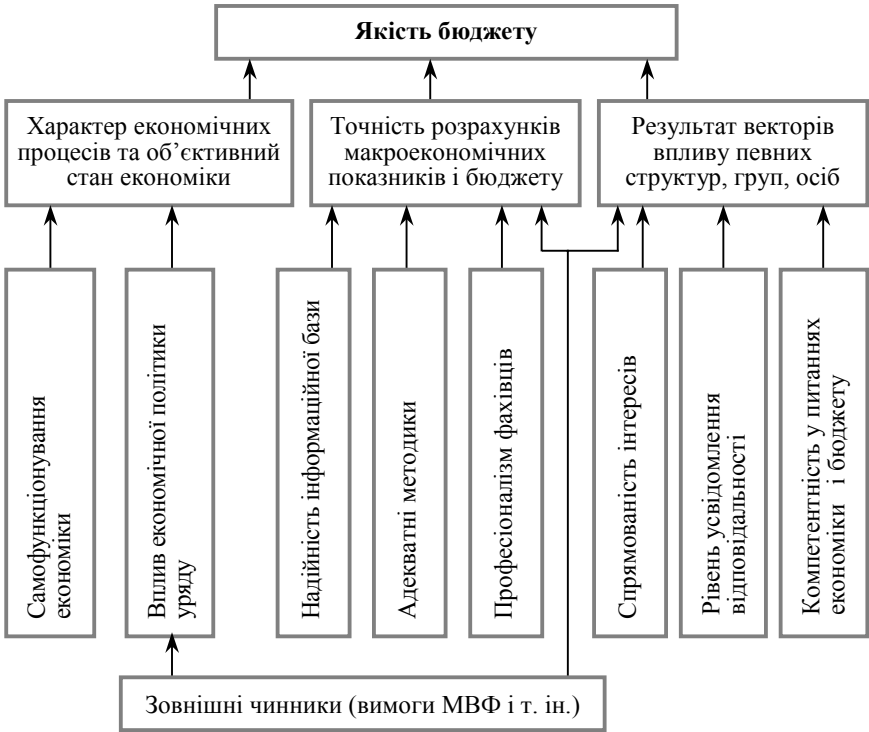 Якість бюджету
Характер економічних
процесів та об’єктивний
стан економіки
Точність розрахунків
макроекономічних
показників і бюджету
Результат векторів
впливу певних
структур, груп, осіб
Самофункціонування
економіки
Вплив економічної політики
уряду
Надійність інформаційної бази
Адекватні методики
Професіоналізм фахівців
Спрямованість інтересів
Рівень усвідомлення
відповідальності
Компетентність у питаннях
економіки і бюджету
Зовнішні чинники (вимоги МВФ і т. ін.)